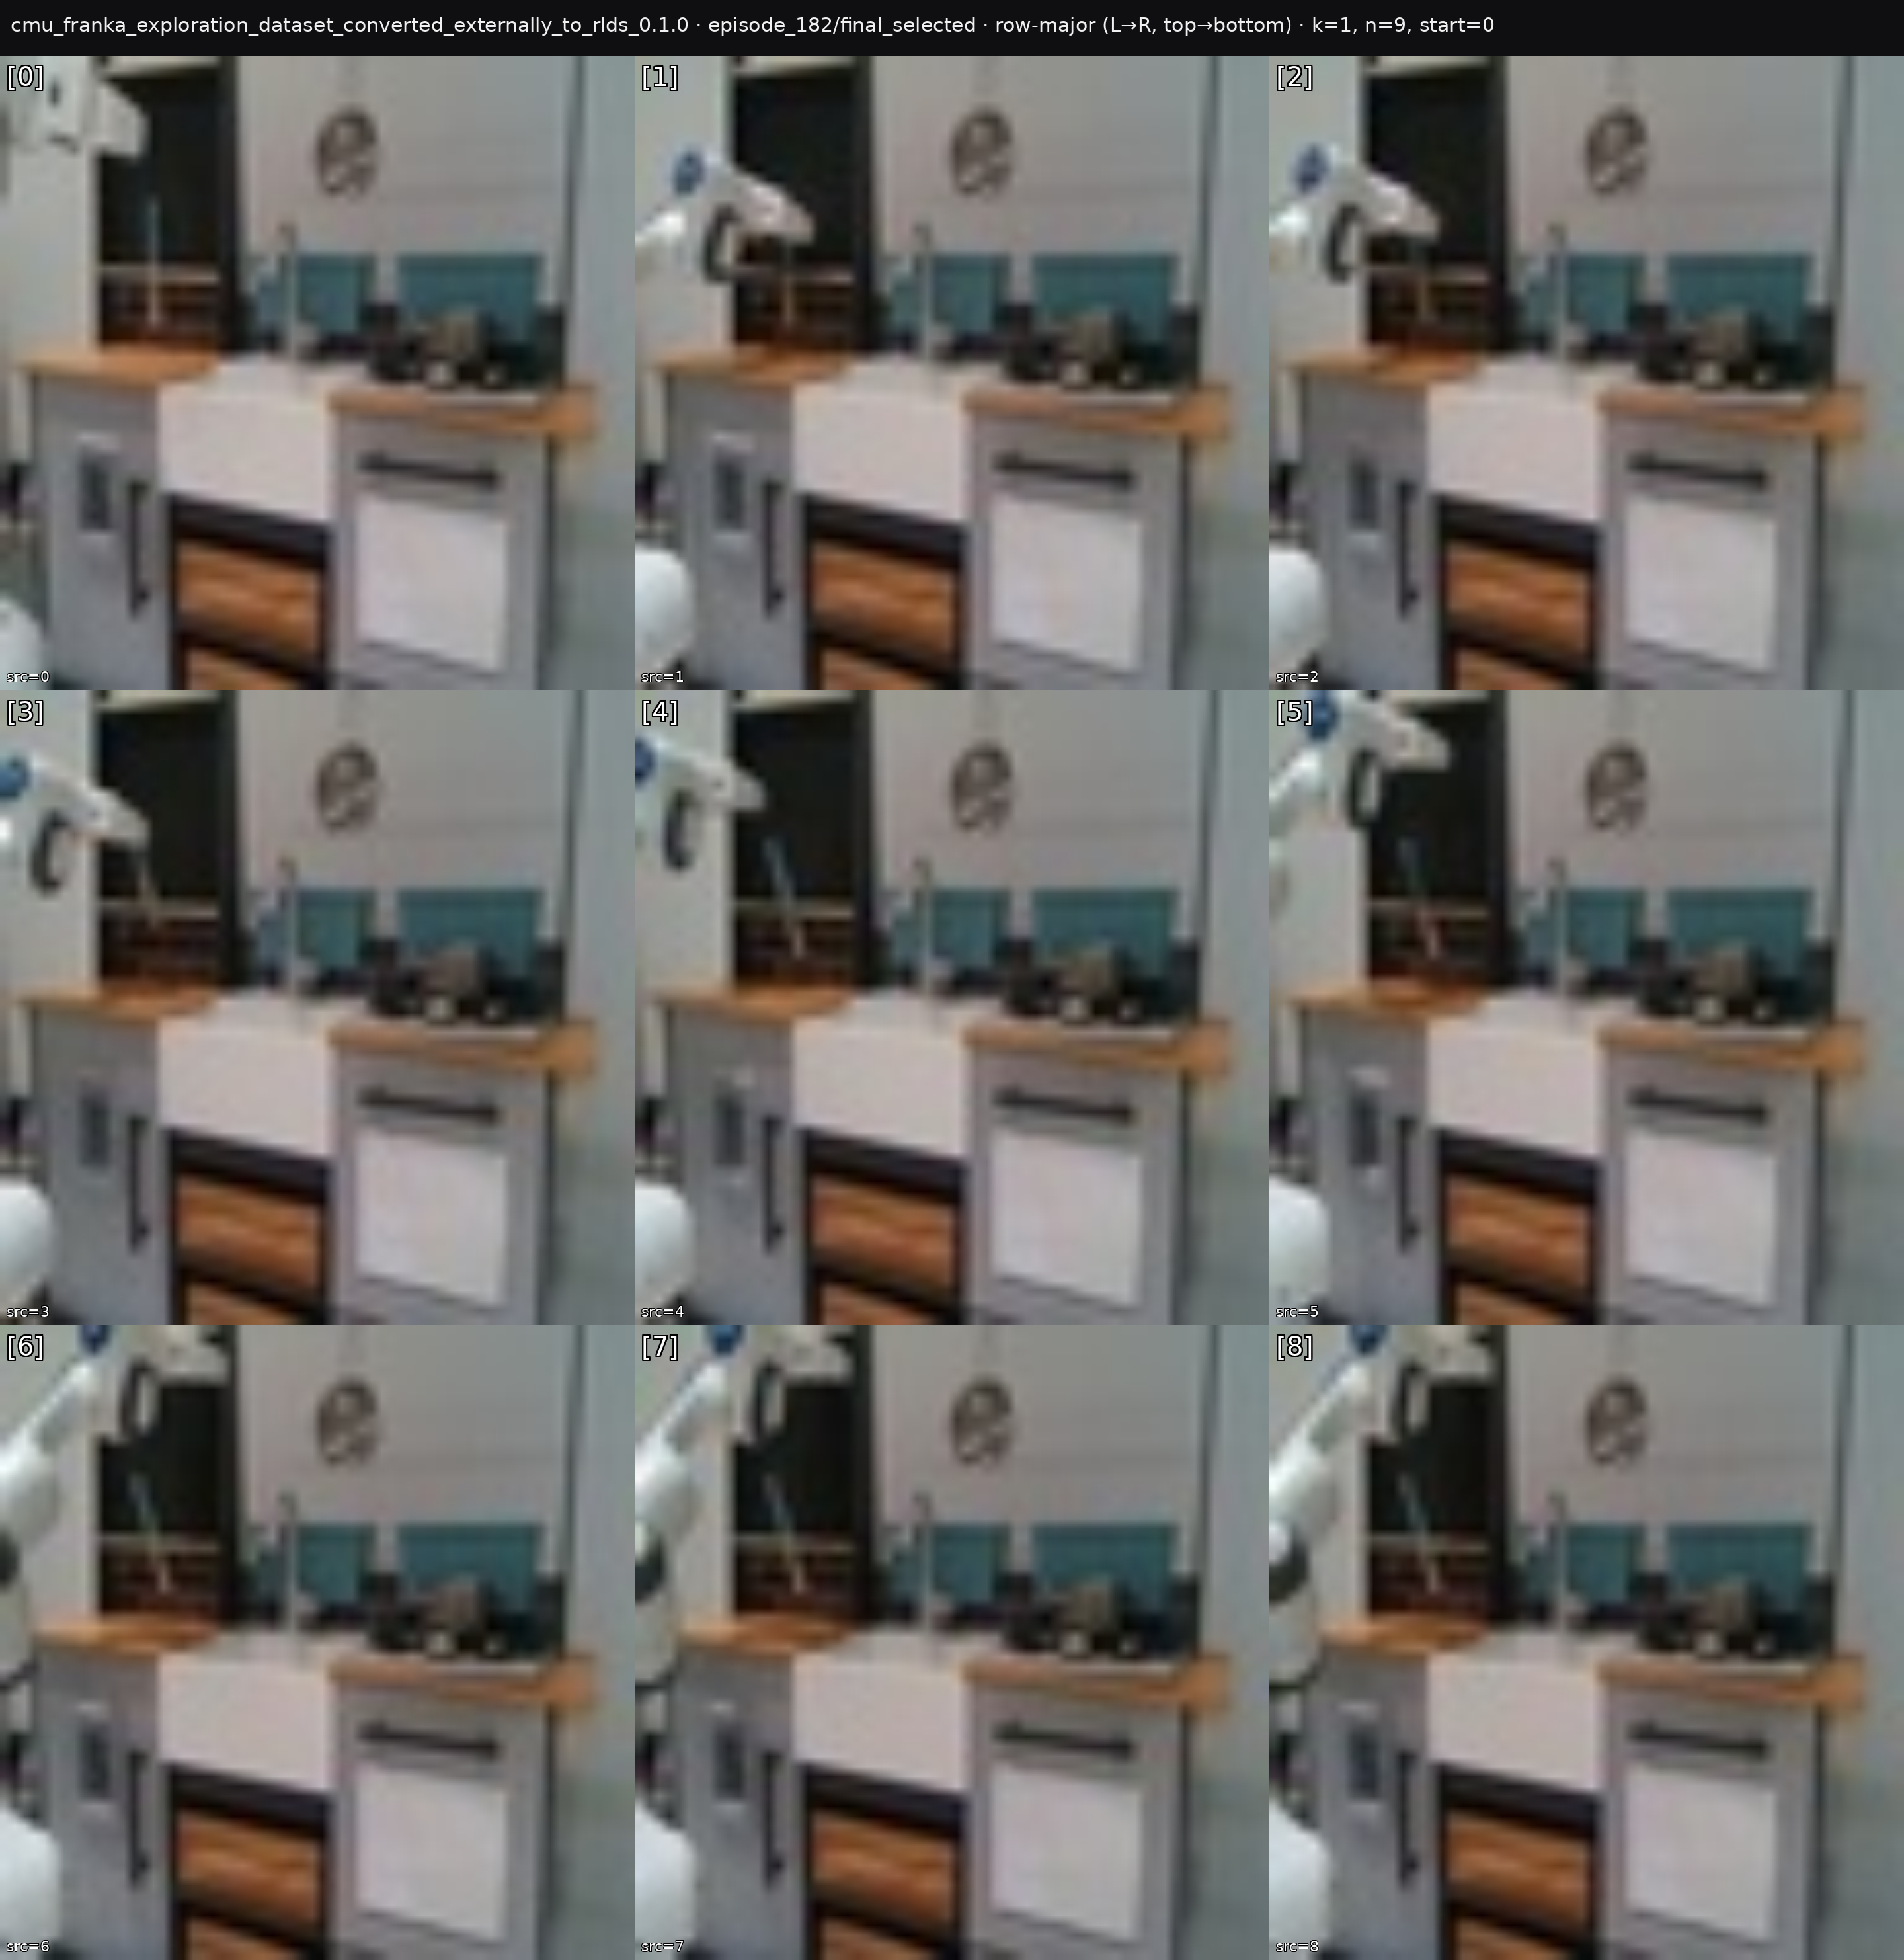 cmu_franka_exploration_dataset_converted_externally_to_rlds_0.1.0 · episode_182/final_selected · row-major (L→R, top→bottom) · k=1, n=9, start=0
[0]
[1]
[2]
src=0
src=1
src=2
[3]
[4]
[5]
src=3
src=4
src=5
[6]
[7]
[8]
src=6
src=7
src=8